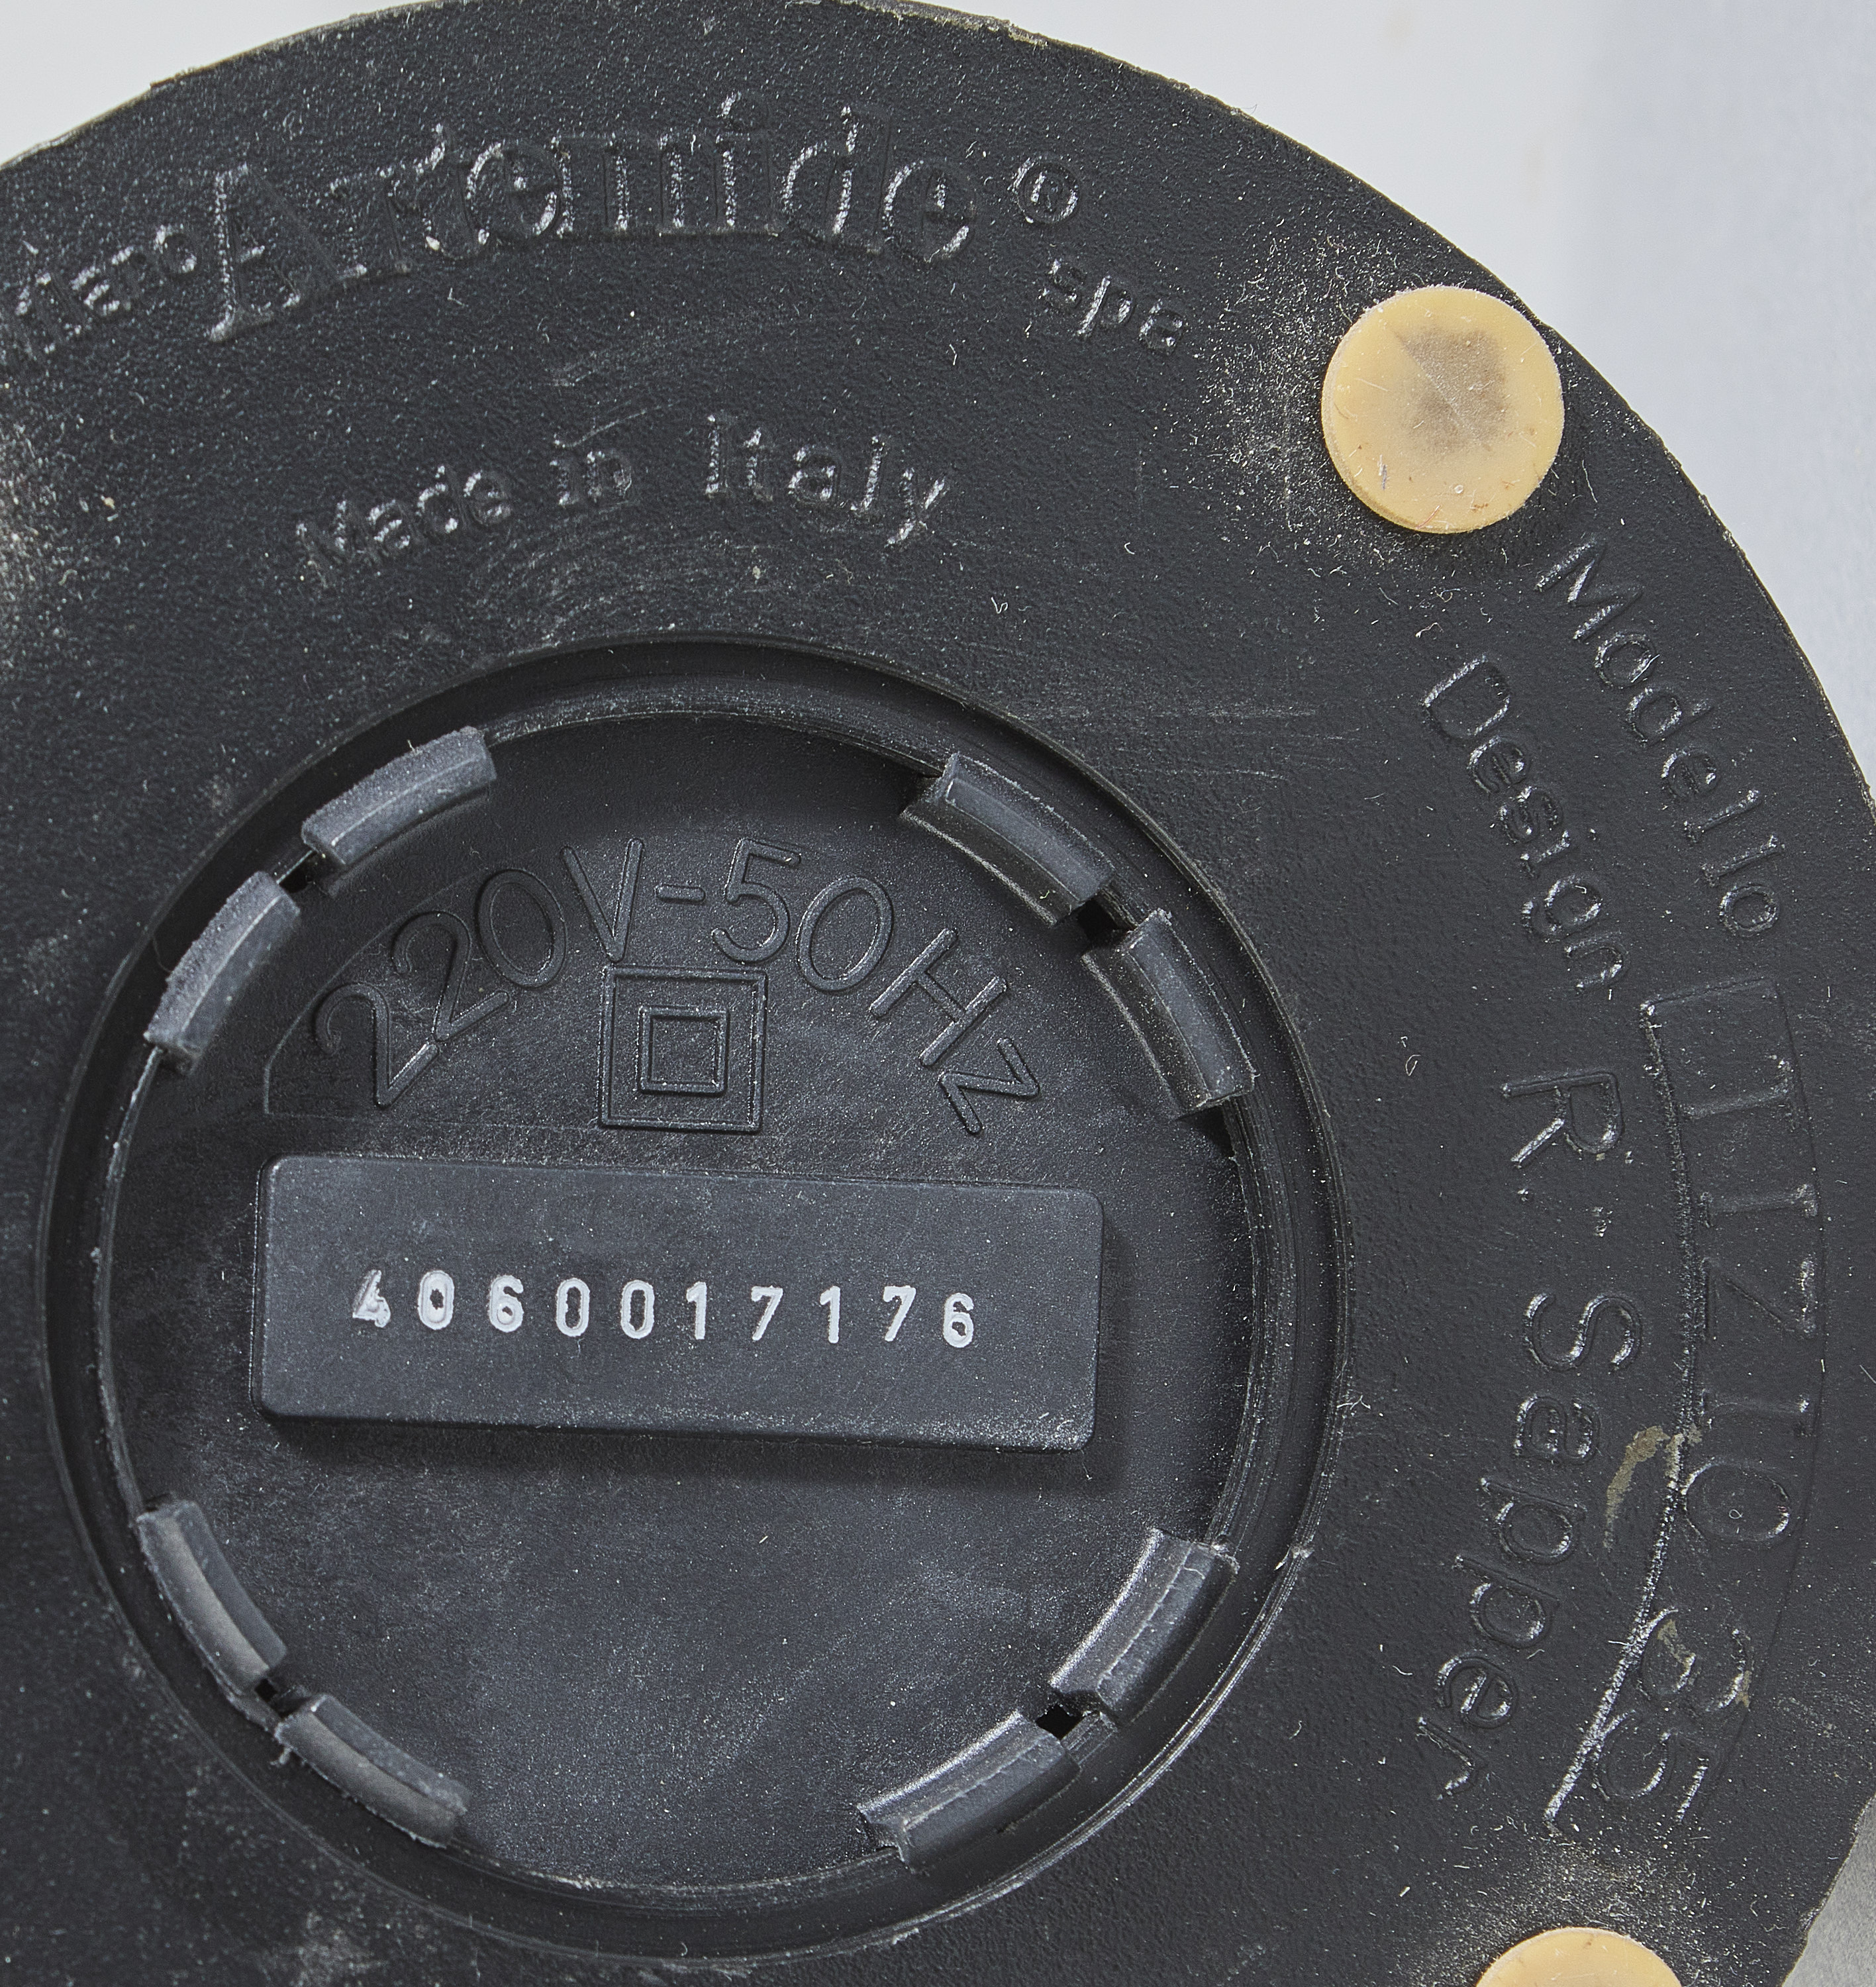 Artemide® spa
Made in Italy
Modello TIZIO 35
Design R. Sapper
220V-50Hz
4060017176